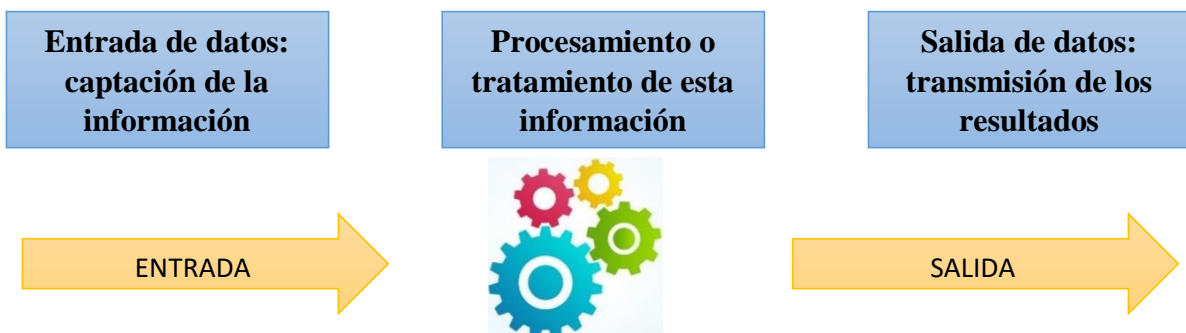 Entrada de datos:
captación de la
información
Procesamiento o
tratamiento de esta
información
Salida de datos:
transmisión de los
resultados
ENTRADA
SALIDA